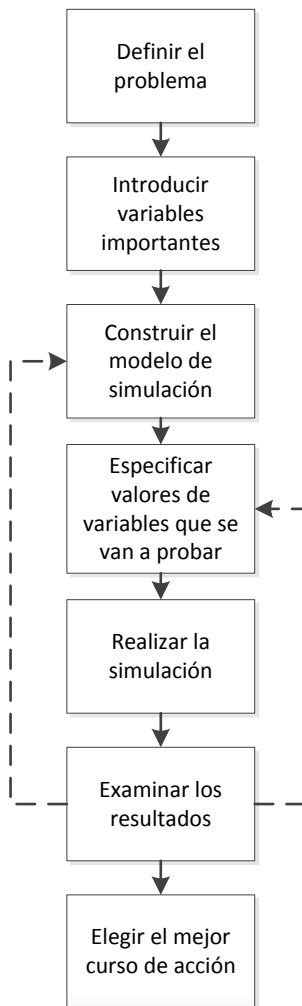 Definir el
problema
Introducir
variables
importantes
Construir el
modelo de
simulación
Especificar
valores de
variables que se
van a probar
Realizar la
simulación
Examinar los
resultados
Elegir el mejor
curso de acción